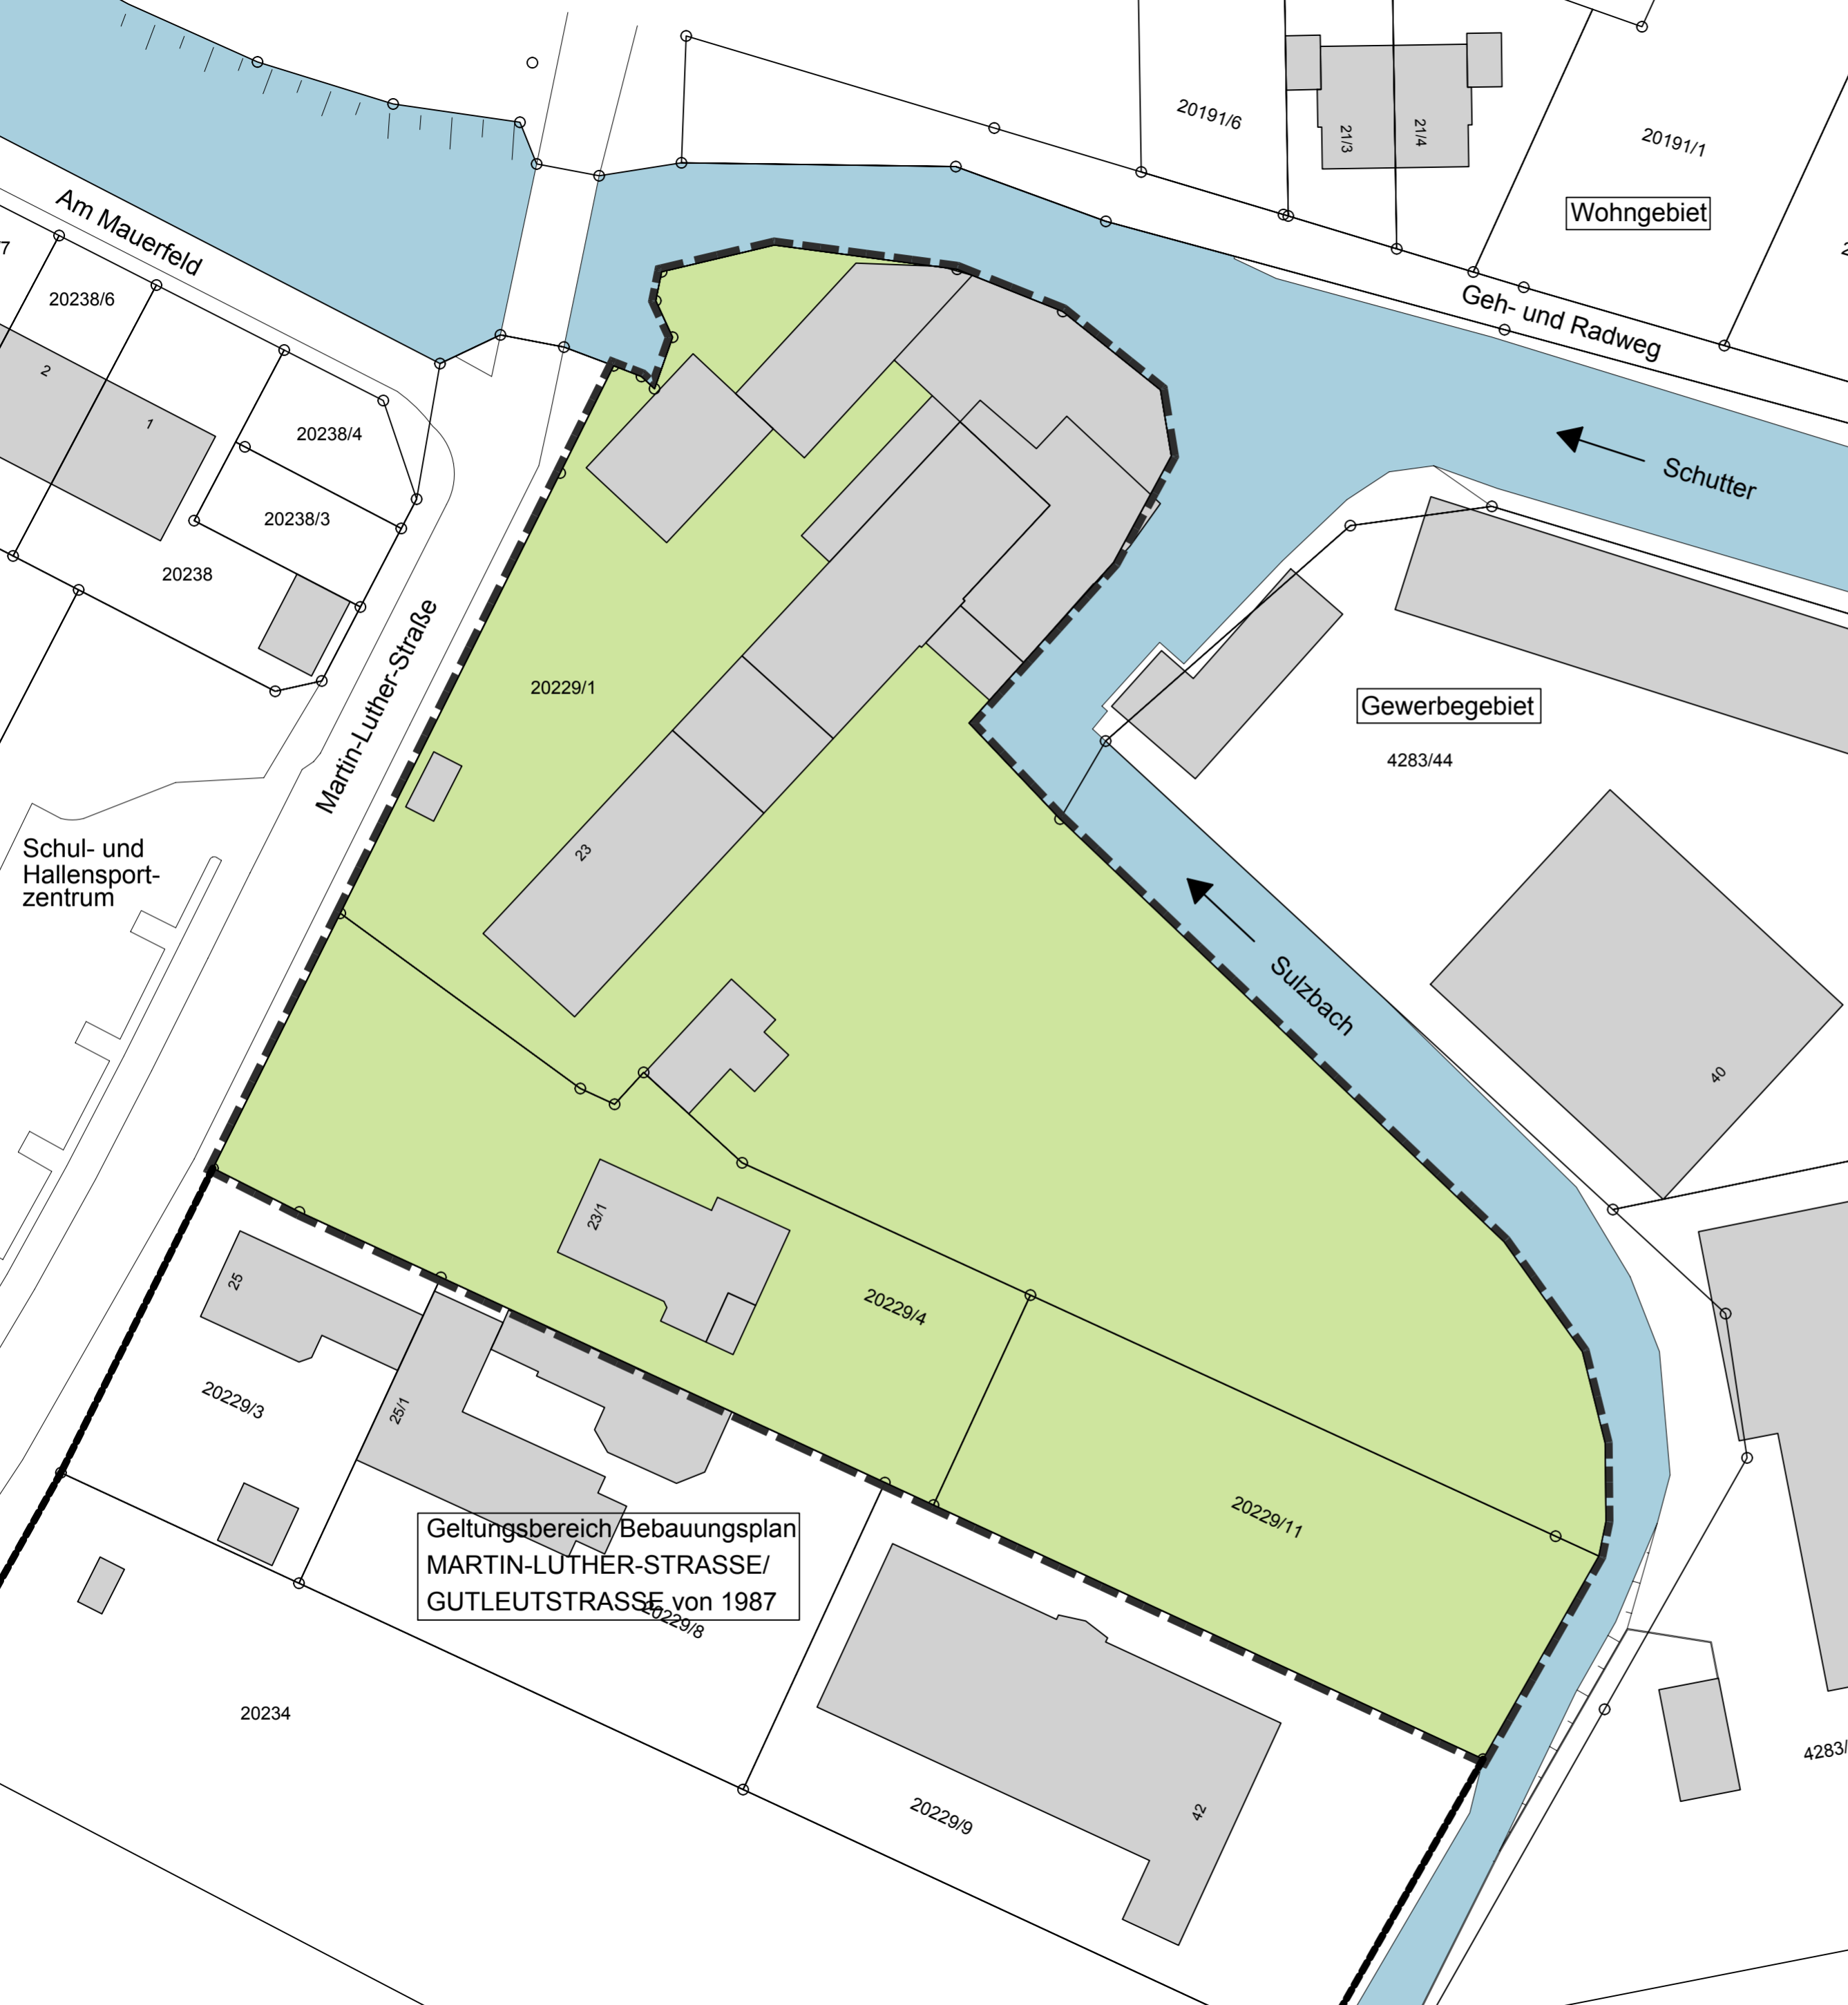 20191/6
21/3
21/4
20191/1
Wohngebiet
Am Mauerfeld
20238/6
2
1
20238/4
20238/3
20238
Geh- und Radweg
Schutter
Martin-Luther-Straße
20229/1
Gewerbegebiet
4283/44
Schul- und
Hallensport-
zentrum
23
Sulzbach
40
23/1
25
20229/4
20229/3
25/1
20229/11
Geltungsbereich Bebauungsplan
MARTIN-LUTHER-STRASSE/
GUTLEUTSTRASSE von 1987
20229/8
20234
20229/9
42
4283/